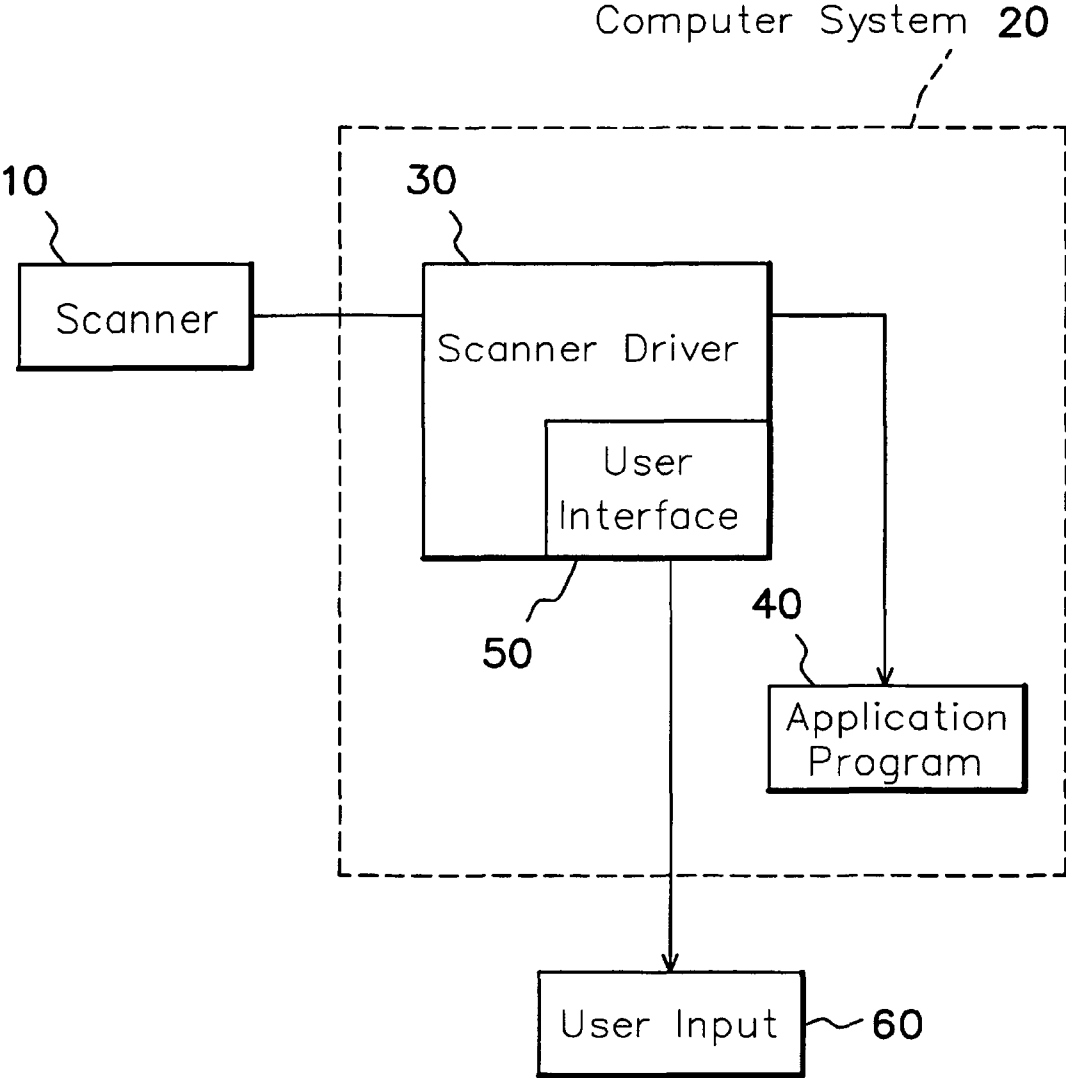 Computer System 20
10
30
Scanner
Scanner Driver
User
Interface
50
40
Application
Program
User Input
60